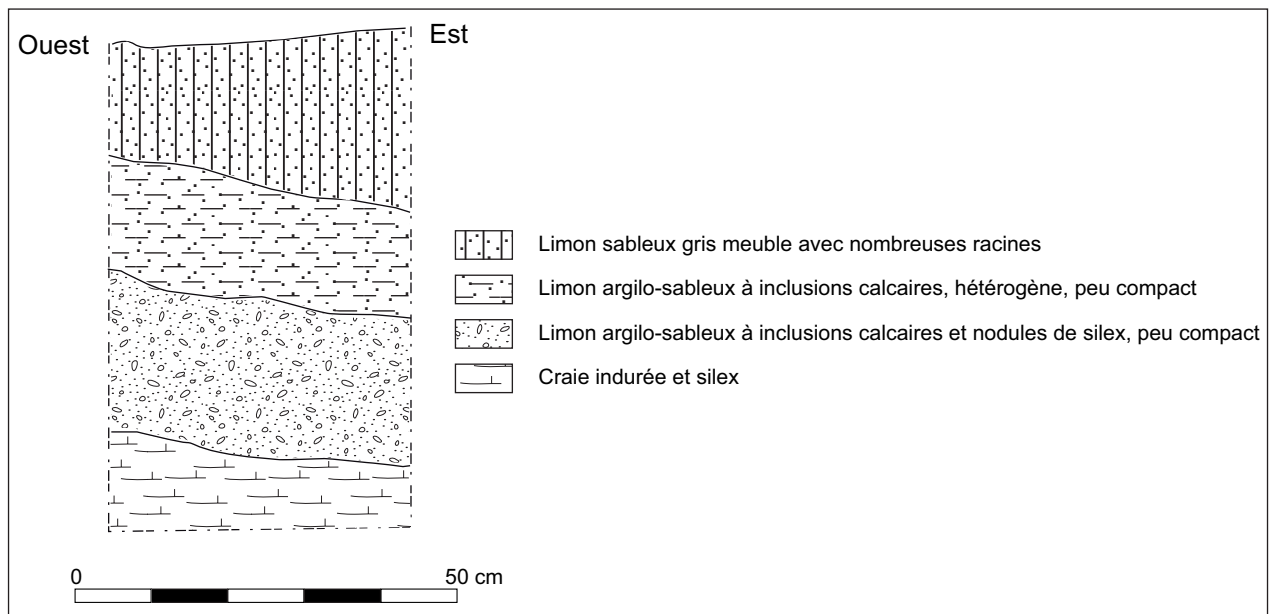 Ouest
Est
Limon sableux gris meuble avec nombreuses racines
Limon argilo-sableux à inclusions calcaires, hétérogène, peu compact
Limon argilo-sableux à inclusions calcaires et nodules de silex, peu compact
Craie indurée et silex
0
50 cm